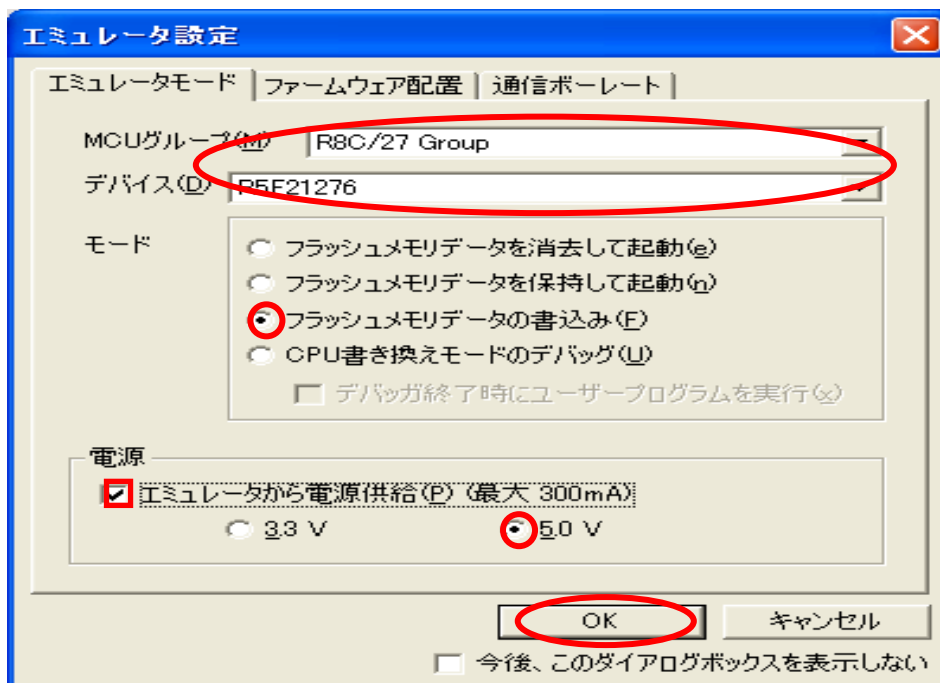 エミュレータ設定
エミュレータモード ファームウェア配置 通信ボーレート
MCUグループ(M) R8C/27 Group
デバイス(D) R5F21276
モード
フラッシュメモリデータを消去して起動(e)
フラッシュメモリデータを保持して起動(n)
フラッシュメモリデータの書込み(F)
CPU書き換えモードのデバッグ(U)
デバッガ終了時にユーザープログラムを実行(x)
電源
エミュレータから電源供給(P) (最大 300mA)
3.3 V 5.0 V
OK キャンセル
今後、このダイアログボックスを表示しない